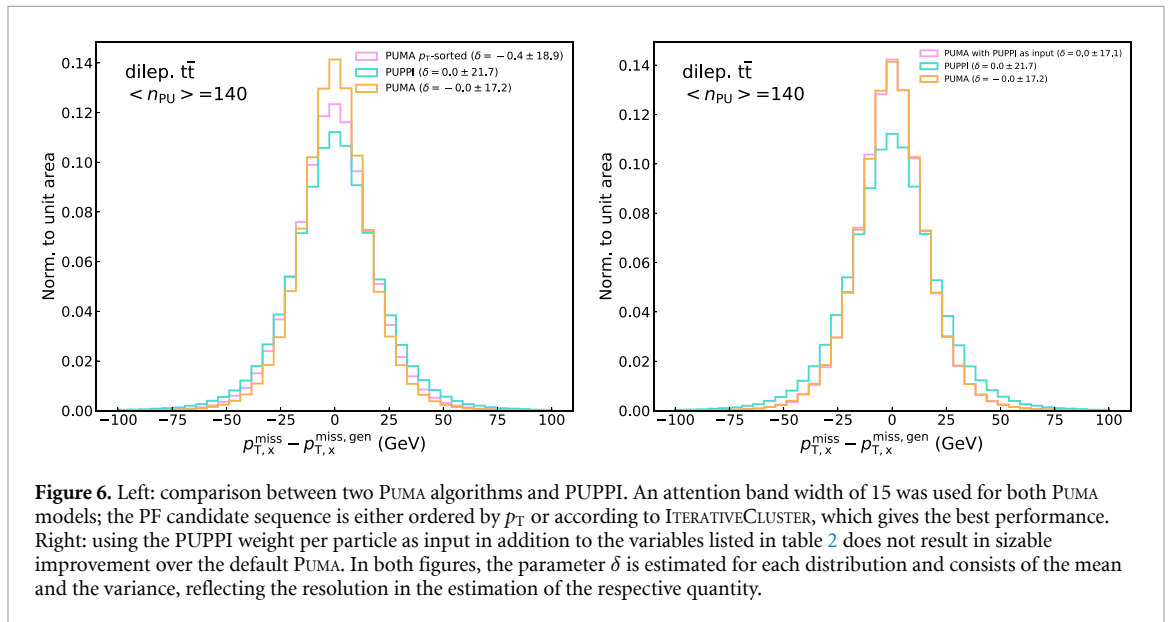 dilep. tt̄
< n_PU > =140
PUMA p_T-sorted (δ = −0.4 ± 18.9)
PUPPI (δ = 0.0 ± 21.7)
PUMA (δ = −0.0 ± 17.2)
Norm. to unit area
0.14
0.12
0.10
0.08
0.06
0.04
0.02
0.00
−100 −75 −50 −25 0 25 50 75 100
p_T,x^miss − p_T,x^miss, gen (GeV)
dilep. tt̄
< n_PU > =140
PUMA with PUPPI as input (δ = 0.0 ± 17.1)
PUPPI (δ = 0.0 ± 21.7)
PUMA (δ = −0.0 ± 17.2)
Norm. to unit area
0.14
0.12
0.10
0.08
0.06
0.04
0.02
0.00
−100 −75 −50 −25 0 25 50 75 100
p_T,x^miss − p_T,x^miss, gen (GeV)
Figure 6. Left: comparison between two PUMA algorithms and PUPPI. An attention band width of 15 was used for both PUMA
models; the PF candidate sequence is either ordered by p_T or according to ITERATIVECLUSTER, which gives the best performance.
Right: using the PUPPI weight per particle as input in addition to the variables listed in table 2 does not result in sizable
improvement over the default PUMA. In both figures, the parameter δ is estimated for each distribution and consists of the mean
and the variance, reflecting the resolution in the estimation of the respective quantity.